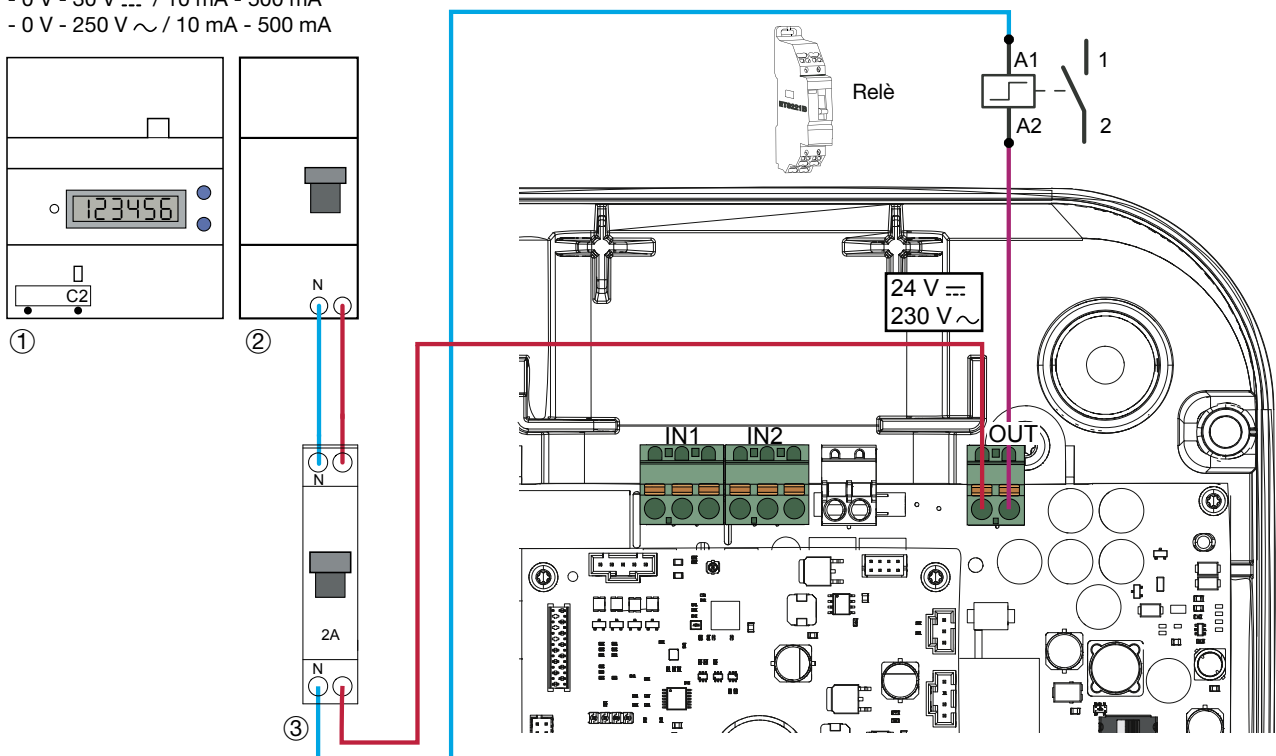 - 0 V - 30 V ⎓ / 10 mA - 500 mA
- 0 V - 250 V ∼ / 10 mA - 500 mA
A1
1
Relè
A2
2
123456
C2
N
①
②
24 V ⎓
230 V ∼
IN1
IN2
OUT
N
2A
N
③